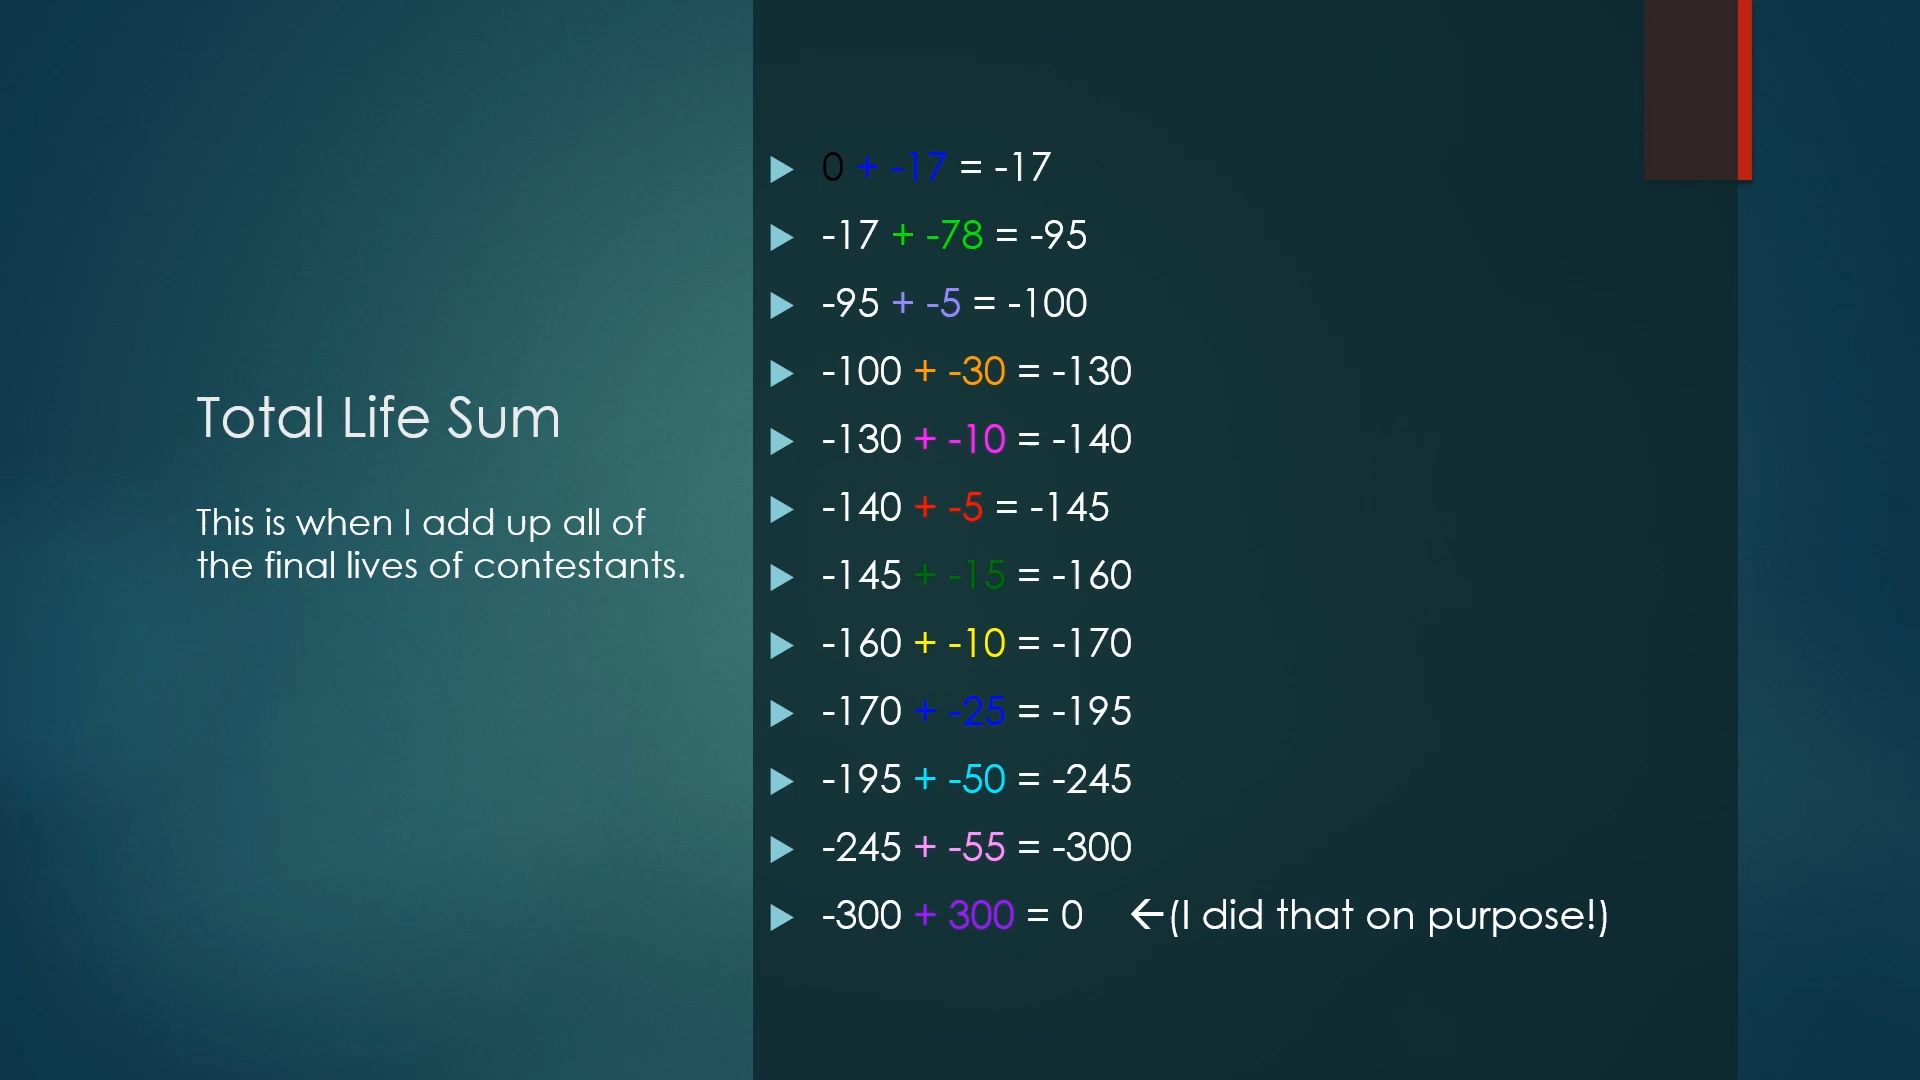 Total Life Sum
This is when I add up all of
the final lives of contestants.
0 + -17 = -17
-17 + -78 = -95
-95 + -5 = -100
-100 + -30 = -130
-130 + -10 = -140
-140 + -5 = -145
-145 + -15 = -160
-160 + -10 = -170
-170 + -25 = -195
-195 + -50 = -245
-245 + -55 = -300
-300 + 300 = 0 ←(I did that on purpose!)